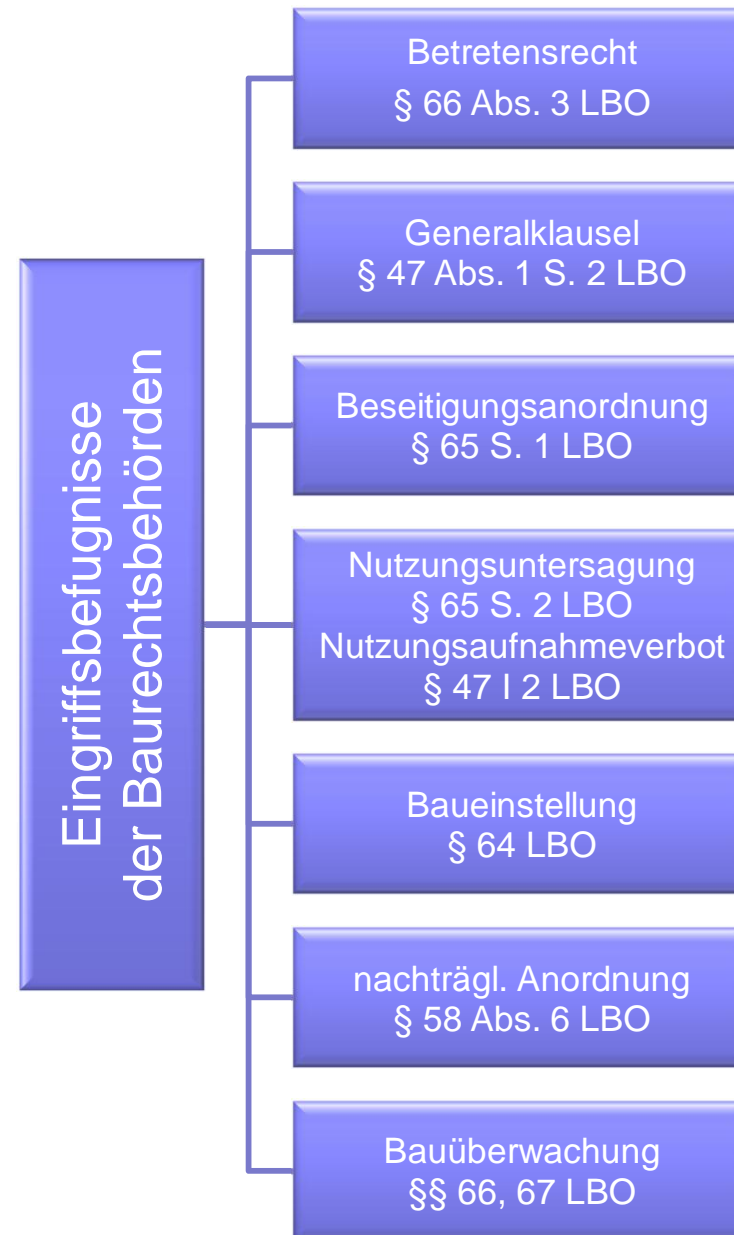 Eingriffsbefugnisse
der Baurechtsbehörden
Betretensrecht
§ 66 Abs. 3 LBO
Generalklausel
§ 47 Abs. 1 S. 2 LBO
Beseitigungsanordnung
§ 65 S. 1 LBO
Nutzungsuntersagung
§ 65 S. 2 LBO
Nutzungsaufnahmeverbot
§ 47 I 2 LBO
Baueinstellung
§ 64 LBO
nachträgl. Anordnung
§ 58 Abs. 6 LBO
Bauüberwachung
§§ 66, 67 LBO